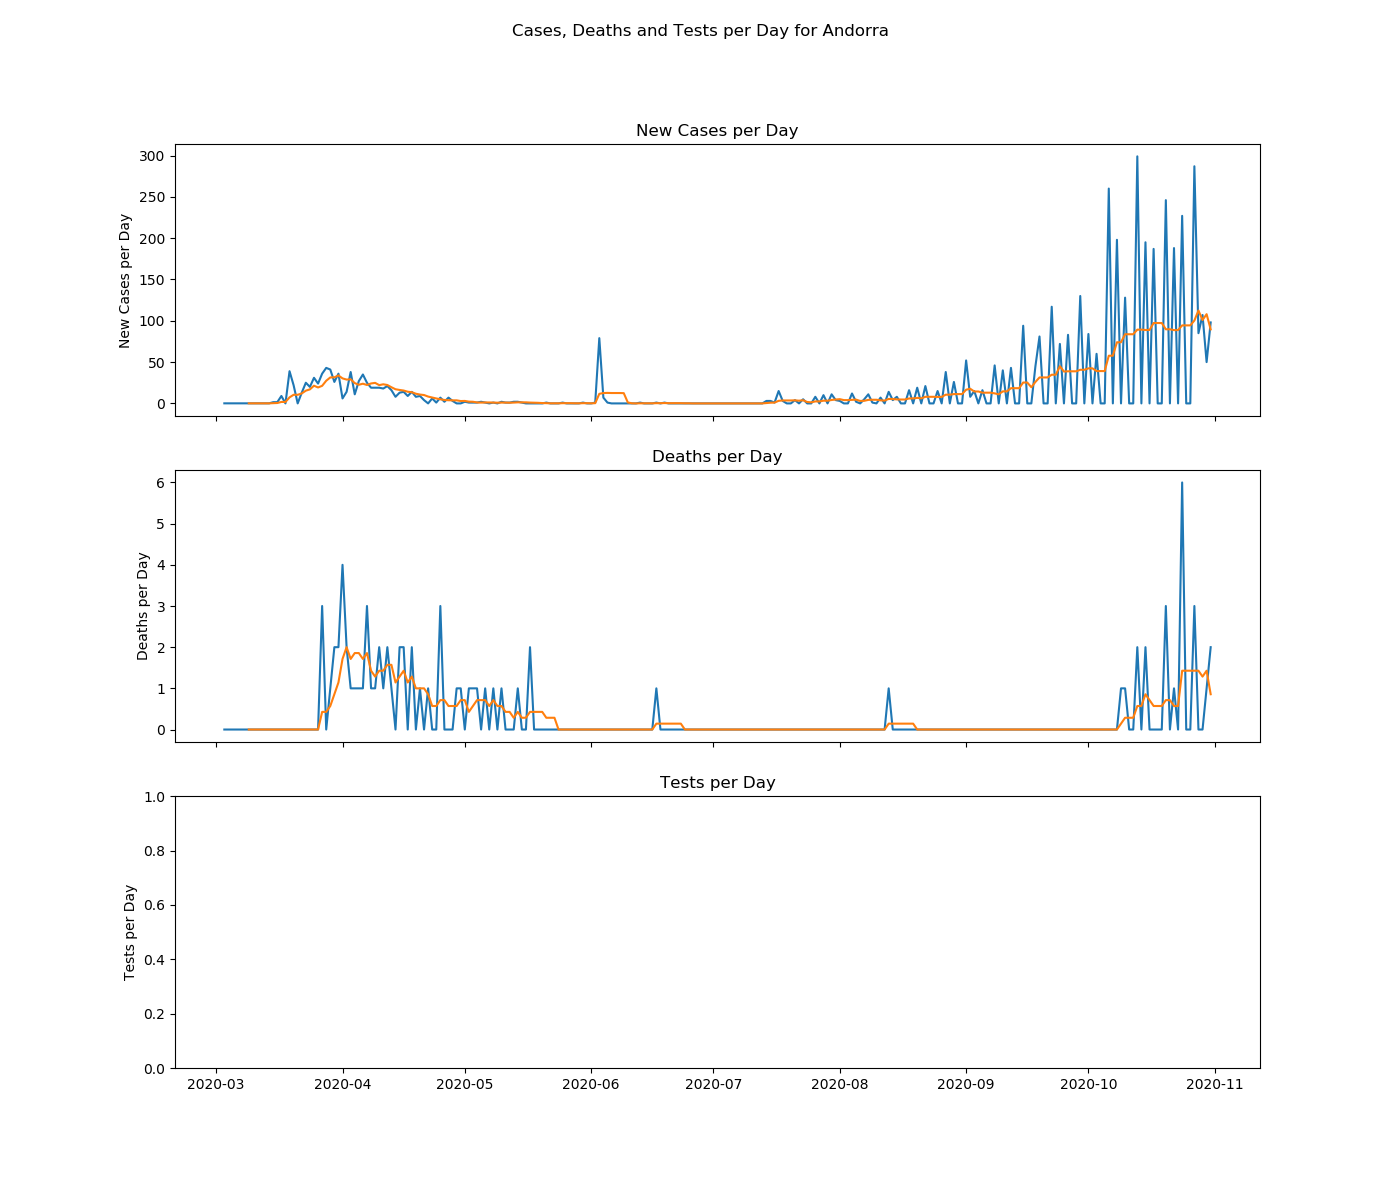 Cases, Deaths and Tests per Day for Andorra
New Cases per Day
New Cases per Day
300
250
200
150
100
50
0
Deaths per Day
Deaths per Day
6
5
4
3
2
1
0
Tests per Day
Tests per Day
1.0
0.8
0.6
0.4
0.2
0.0
2020-03 2020-04 2020-05 2020-06 2020-07 2020-08 2020-09 2020-10 2020-11